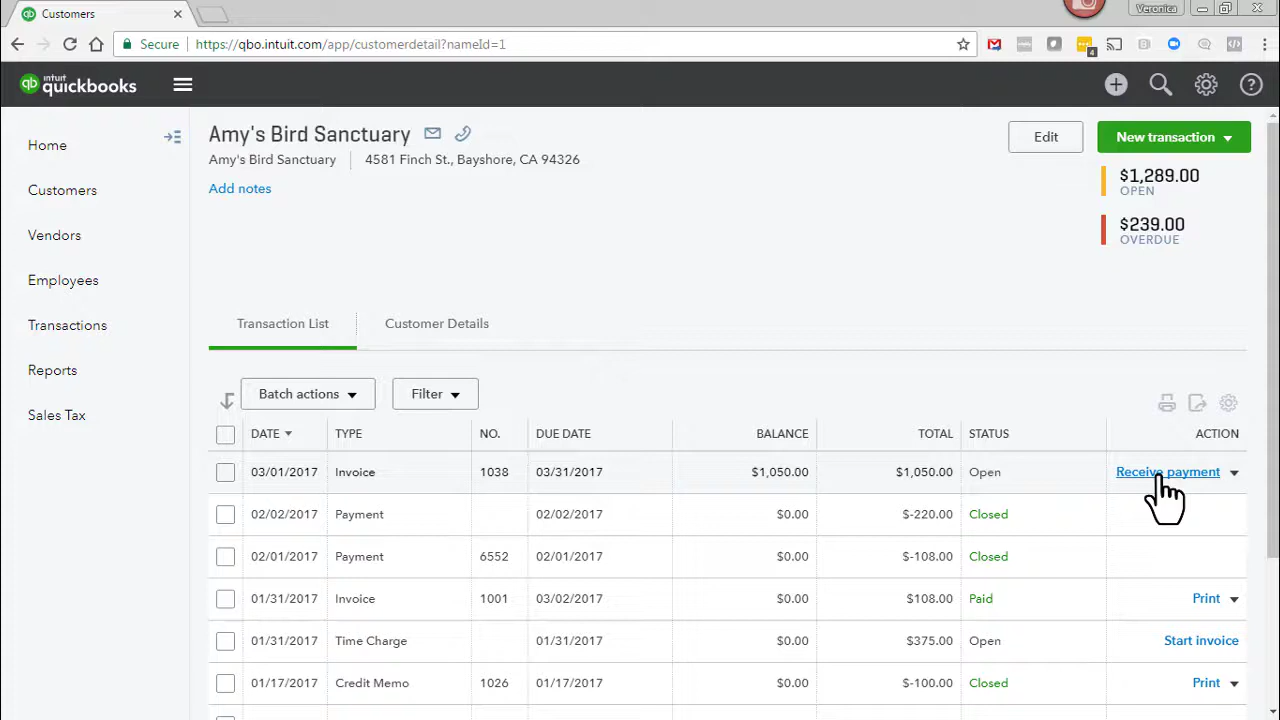 Customers
Veronica
Secure https://qbo.intuit.com/app/customerdetail?nameId=1
4
qb intuit quickbooks
Home
Customers
Vendors
Employees
Transactions
Reports
Sales Tax
Amy's Bird Sanctuary
Edit
New transaction
Amy's Bird Sanctuary 4581 Finch St., Bayshore, CA 94326
Add notes
$1,289.00
OPEN
$239.00
OVERDUE
Transaction List Customer Details
Batch actions Filter
DATE TYPE NO. DUE DATE BALANCE TOTAL STATUS ACTION
03/01/2017 Invoice 1038 03/31/2017 $1,050.00 $1,050.00 Open Receive payment
02/02/2017 Payment 02/02/2017 $0.00 $-220.00 Closed
02/01/2017 Payment 6552 02/01/2017 $0.00 $-108.00 Closed
01/31/2017 Invoice 1001 03/02/2017 $0.00 $108.00 Paid Print
01/31/2017 Time Charge 01/31/2017 $0.00 $375.00 Open Start invoice
01/17/2017 Credit Memo 1026 01/17/2017 $0.00 $-100.00 Closed Print